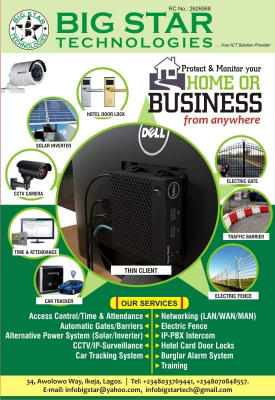 RC No.: 2626968
BIG STAR
TECHNOLOGIES
... Your ICT Solution Provider
BIG STAR
TECHNOLOGIES
Protect & Monitor your
HOME OR
BUSINESS
from anywhere
HOTEL DOOR LOCK
SOLAR INVERTER
DELL
DELL
CCTV CAMERA
ELECTRIC GATE
TIME & ATTENDANCE
TRAFFIC BARRIER
THIN CLIENT
CAR TRACKER
ELECTRIC FENCE
OUR SERVICES
Access Control/Time & Attendance
Automatic Gates/Barriers
Alternative Power System (Solar/Inverter)
CCTV/IP-Surveillance
Car Tracking System
Networking (LAN/WAN/MAN)
Electric Fence
IP-PBX Intercom
Hotel Card Door Locks
Burglar Alarm System
Training
34, Awolowo Way, Ikeja, Lagos. | Tel: +2348033769441, +2348070848557.
E-mail: infobigstar@yahoo.com, infobigstartech@gmail.com